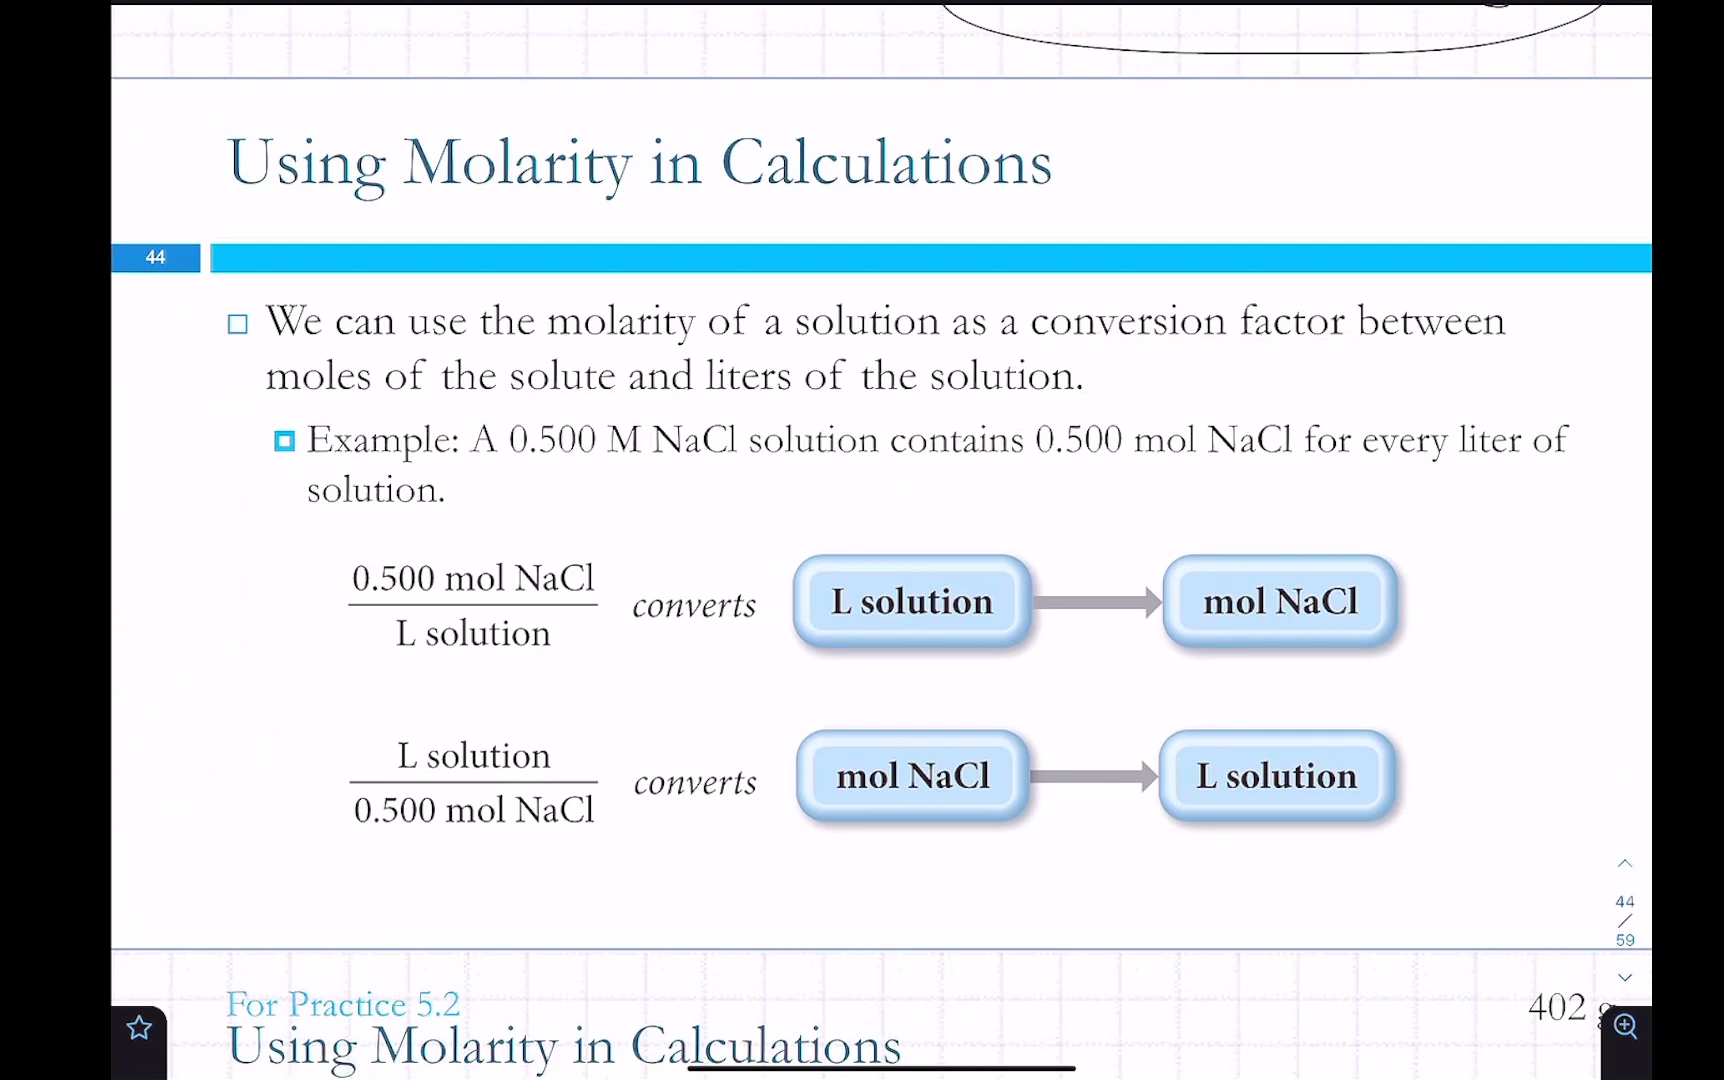 Using Molarity in Calculations
44
We can use the molarity of a solution as a conversion factor between
moles of the solute and liters of the solution.
Example: A 0.500 M NaCl solution contains 0.500 mol NaCl for every liter of
solution.
0.500 mol NaCl
L solution
converts
L solution
mol NaCl
L solution
0.500 mol NaCl
converts
mol NaCl
L solution
44
/
59
For Practice 5.2
402 g
Using Molarity in Calculations